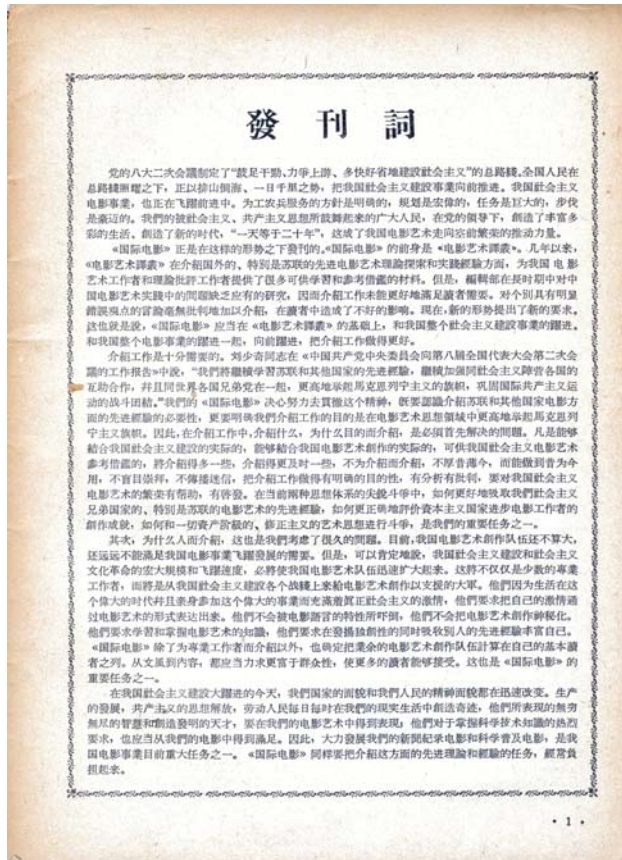 發刊詞
党的八大二次会議制定了“鼓足干勁、力爭上游、多快好省地建設社会主义”的总路綫。全国人民在
总路綫照耀之下，正以排山倒海、一日千里之势，把我国社会主义建設事業向前推进。我国社会主义
电影事業，也正在飞躍前进中。为工农兵服务的方針是明确的，規划是宏偉的，任务是巨大的，步伐
是豪迈的。我們的被社会主义、共产主义思想所鼓舞起来的广大人民，在党的領导下，創造了丰富多
彩的生活、創造了新的时代，“一天等于二十年”，这成了我国电影艺术走向空前繁荣的推动力量。
《国际电影》正是在这样的形势之下發刊的。《国际电影》的前身是《电影艺术譯叢》。几年以来，
《电影艺术譯叢》在介紹国外的、特別是苏联的先进电影艺术理論探索和实踐經驗方面，为我国电影
艺术工作者和理論批評工作者提供了很多可供学習和参考借鑑的材料。但是，編輯部在長时期中对中
国电影艺术实踐中的問題缺乏应有的研究，因而介紹工作未能更好地滿足讀者需要。对个別具有明显
錯誤观点的言論毫無批判地加以介紹，在讀者中造成了不好的影响。現在，新的形势提出了新的要求。
这也就是說，《国际电影》应当在《电影艺术譯叢》的基础上，和我国整个社会主义建設事業的躍进、
和我国整个电影事業的躍进一起，向前躍进，把介紹工作做得更好。
介紹工作是十分需要的。刘少奇同志在《中国共产党中央委員会向第八届全国代表大会第二次会
議的工作报告》中說，“我們將繼續学習苏联和其他国家的先进經驗，繼續加强同社会主义陣营各国的
互助合作，幷且同世界各国兄弟党在一起，更高地举起馬克思列宁主义的旗帜，巩固国际共产主义运
动的战斗团結。”我們的《国际电影》决心努力去貫徹这个精神，旣要認識介紹苏联和其他国家电影方
面的先进經驗的必要性，更要明确我們介紹工作的目的是在电影艺术思想領域中更高地举起馬克思列
宁主义旗帜。因此，在介紹工作中，介紹什么，为什么目的而介紹，是必須首先解决的問題。凡是能够
結合我国社会主义建設的实际的，能够結合我国电影艺术創作的实际的，可供我国社会主义电影艺术
参考借鑑的，將介紹得多一些，介紹得更及时一些，不为介紹而介紹，不厚昔薄今，而能做到昔为今
用，不盲目崇拜，不傳播迷信，把介紹工作做得有明确的目的性，有分析有批判，要对我国社会主义
电影艺术的繁荣有帮助，有啓發。在当前兩种思想体系的尖銳斗爭中，如何更好地吸取我們社会主义
兄弟国家的、特別是苏联的电影艺术的先进經驗，如何更正确地評价資本主义国家进步电影工作者的
創作成就，如何和一切資产阶級的、修正主义的艺术思想进行斗爭，是我們的重要任务之一。
其次，为什么人而介紹，这也是我們考慮了很久的問題。目前，我国电影艺术創作队伍还不算大，
还远远不能滿足我国电影事業飞躍發展的需要。但是，可以肯定地說，我国社会主义建設和社会主义
文化革命的宏大規模和飞躍速度，必將使我国电影艺术队伍迅速扩大起来。这將不仅仅是少数的專業
工作者，而將是从我国社会主义建設各个战綫上来給电影艺术創作以支援的大軍。他們因为生活在这
个偉大的时代幷且亲身参加这个偉大的事業而充滿着眞正社会主义的激情，他們要求把自己的激情通
过电影艺术的形式表达出来。他們不会被电影語言的特性所吓倒，他們不会把电影艺术創作神秘化。
他們要求学習和掌握电影艺术的知識，他們要求在發揚独創性的同时吸收別人的先进經驗丰富自己。
《国际电影》除了为專業工作者而介紹以外，也确定把業余的电影艺术創作队伍計算在自己的基本讀
者之列。从文風到內容，都应当力求更富于群众性，使更多的讀者能够接受。这也是《国际电影》的
重要任务之一。
在我国社会主义建設大躍进的今天，我們国家的面貌和我們人民的精神面貌都在迅速改变。生产
的發展，共产主义的思想解放，劳动人民每日每时在我們的現实生活中創造奇迹，他們所表現的無穷
無尽的智慧和創造發明的天才，要在我們的电影艺术中得到表現；他們对于掌握科学技术知識的热烈
要求，也应当从我們的电影中得到滿足。因此，大力發展我們的新聞紀录电影和科学普及电影，是我
国电影事業目前重大任务之一。《国际电影》同样要把介紹这方面的先进理論和經驗的任务，經常負
担起来。
· 1 ·